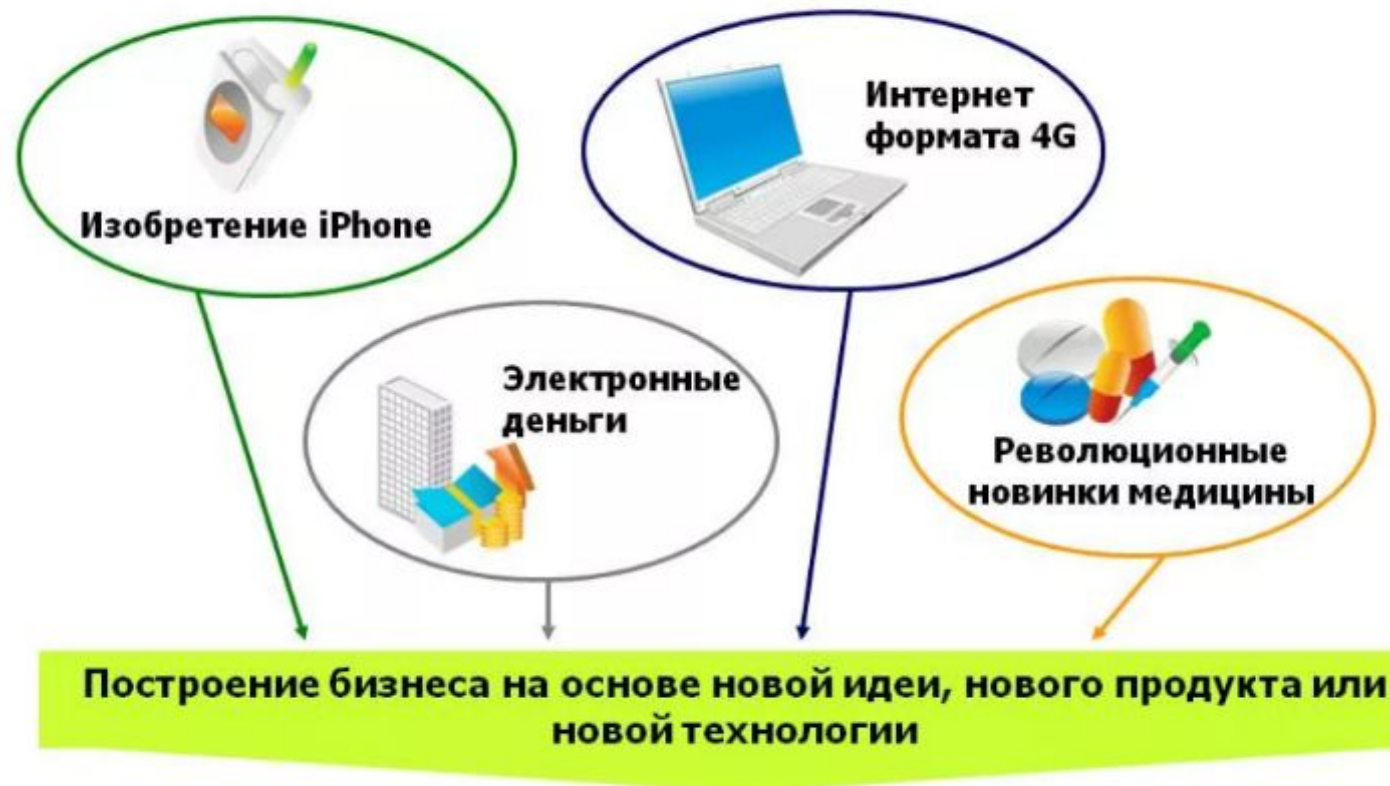 Изобретение iPhone
Интернет
формата 4G
Электронные
деньги
Революционные
новинки медицины
Построение бизнеса на основе новой идеи, нового продукта или
новой технологии